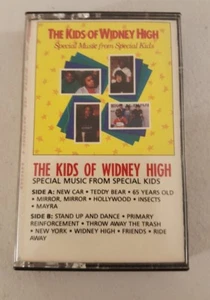 THE KIDS OF WIDNEY HIGH
Special Music from Special Kids
THE KIDS OF WIDNEY HIGH
SPECIAL MUSIC FROM SPECIAL KIDS
SIDE A: NEW CAR • TEDDY BEAR • 65 YEARS OLD
• MIRROR, MIRROR • HOLLYWOOD • INSECTS
• MAYRA
SIDE B: STAND UP AND DANCE • PRIMARY
REINFORCEMENT • THROW AWAY THE TRASH
• NEW YORK • WIDNEY HIGH • FRIENDS • RIDE
AWAY